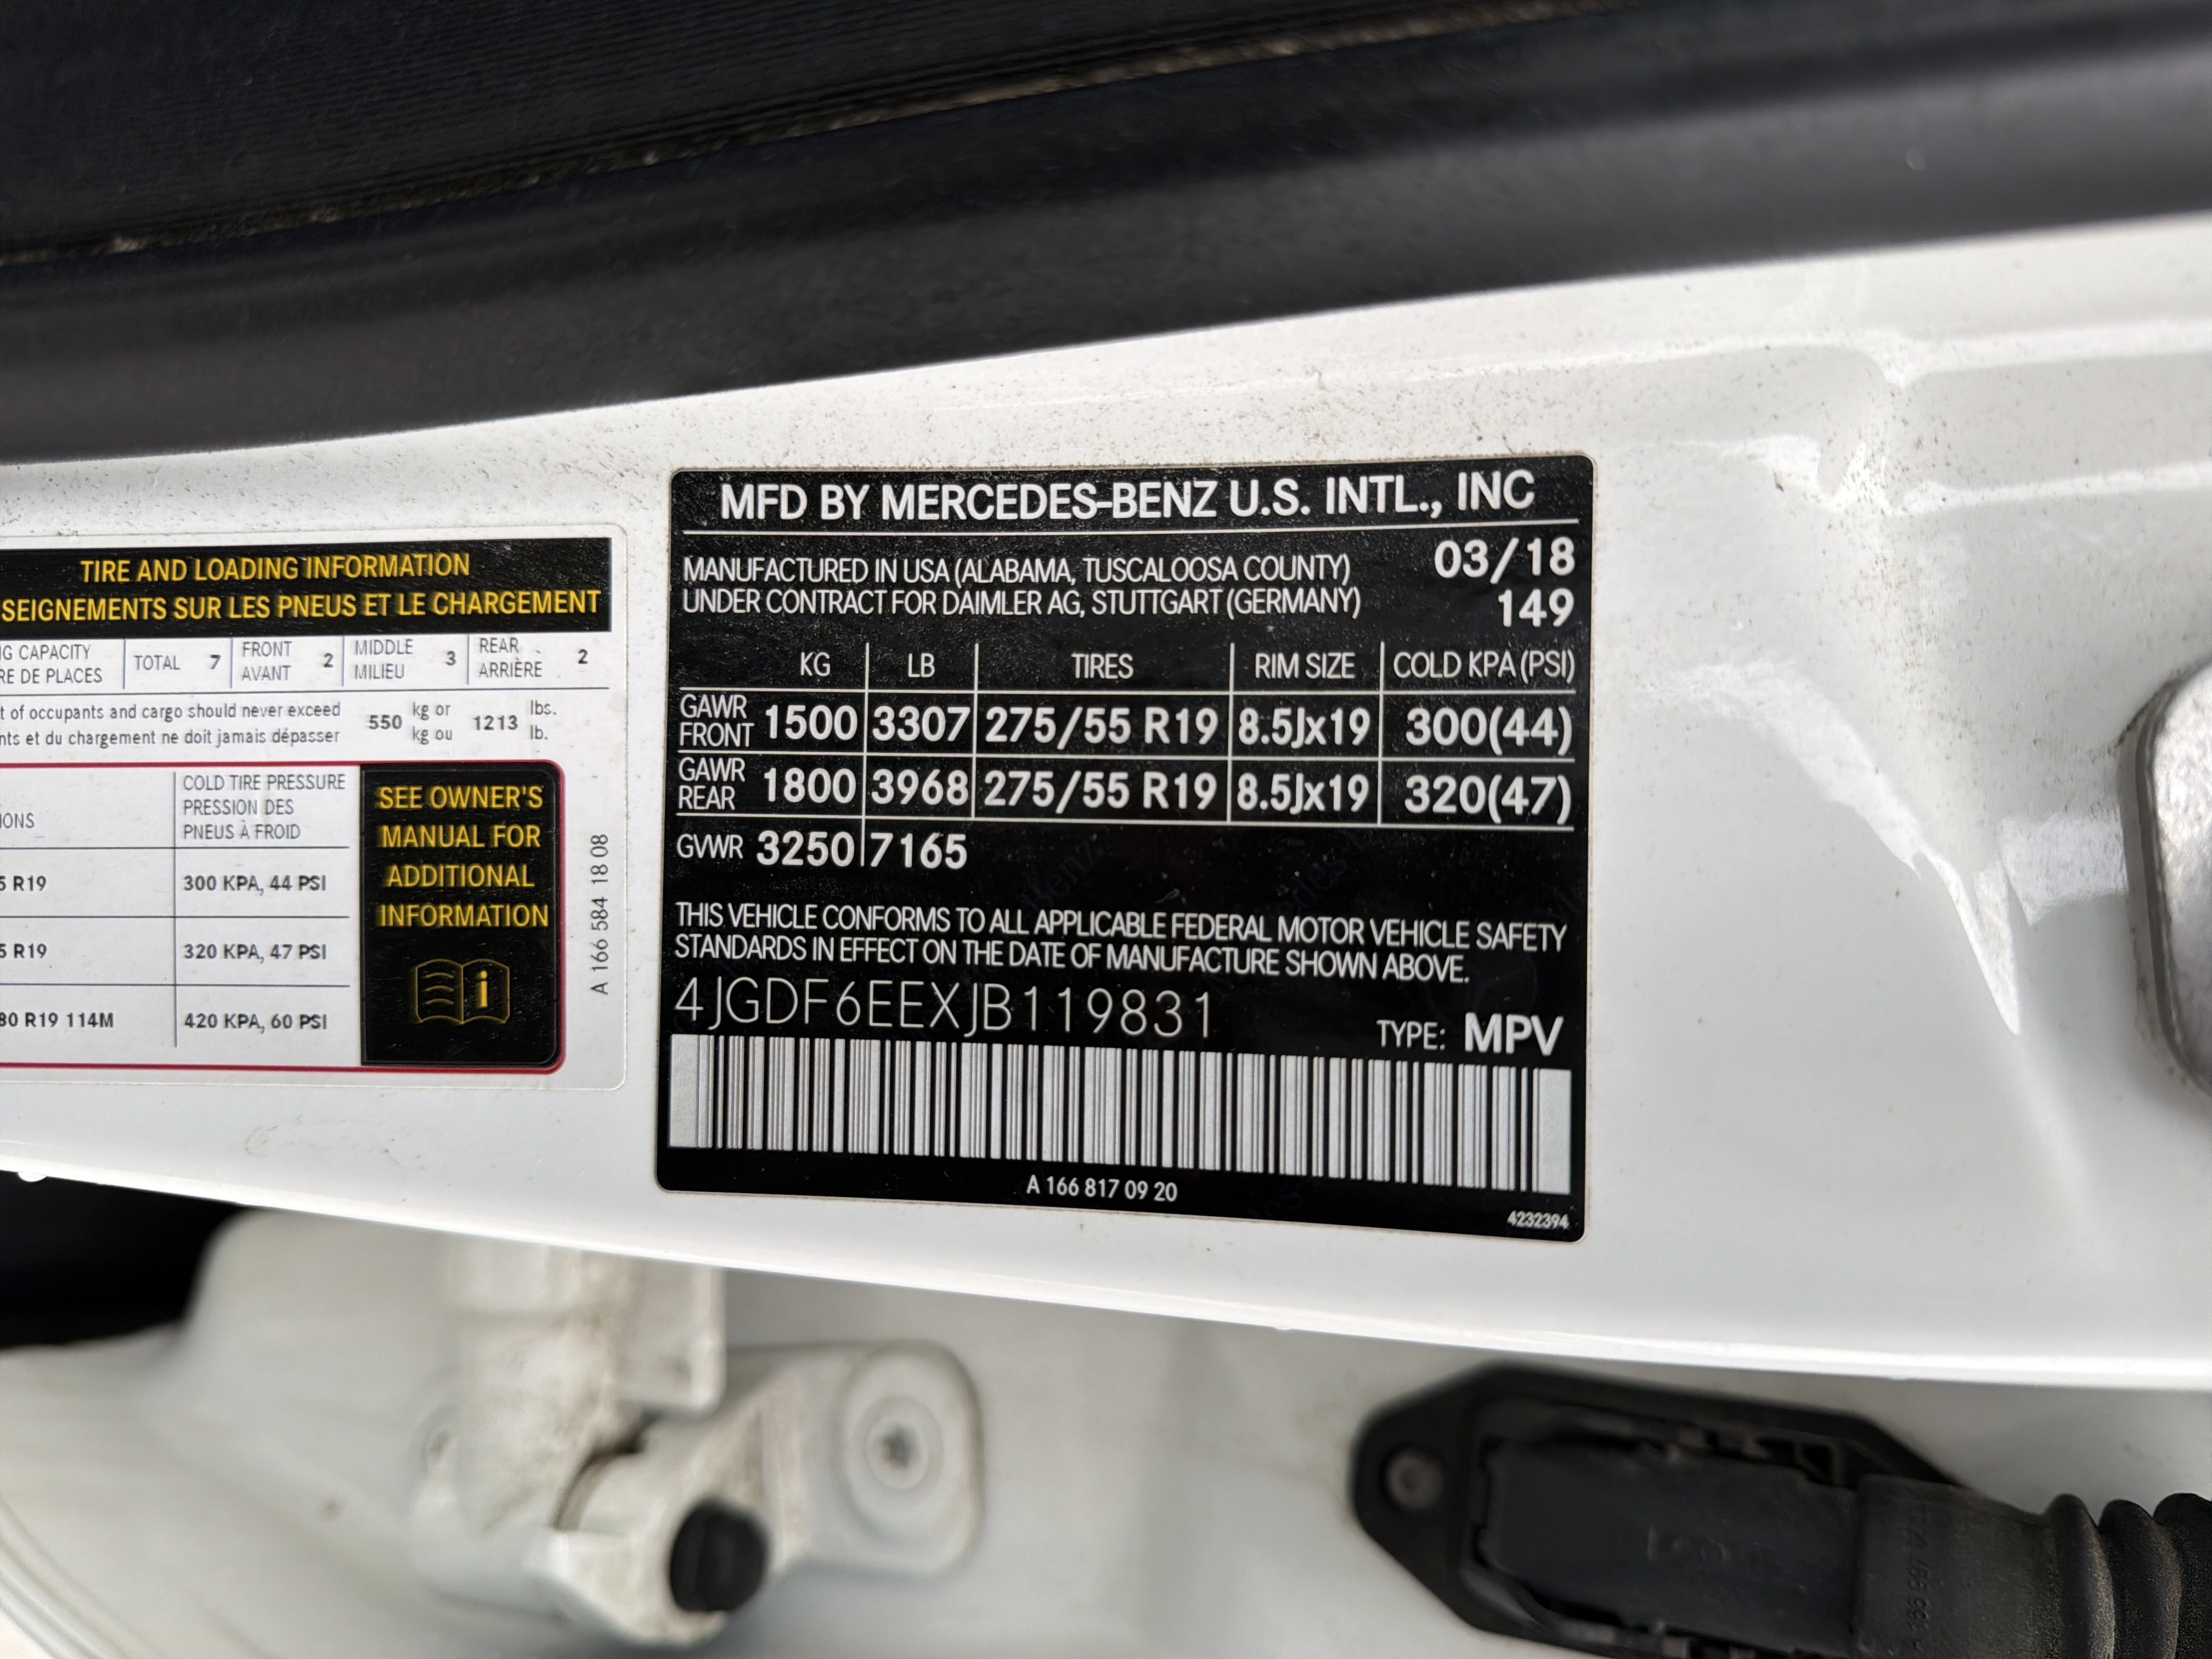 TIRE AND LOADING INFORMATION
SEIGNEMENTS SUR LES PNEUS ET LE CHARGEMENT
G CAPACITY TOTAL 7 FRONT 2 MIDDLE 3 REAR 2
RE DE PLACES AVANT MILIEU ARRIÈRE
t of occupants and cargo should never exceed 550 kg or 1213 lbs.
nts et du chargement ne doit jamais dépasser kg ou lb.
IONS
COLD TIRE PRESSURE
PRESSION DES
PNEUS À FROID
5 R19 300 KPA, 44 PSI
5 R19 320 KPA, 47 PSI
80 R19 114M 420 KPA, 60 PSI
SEE OWNER'S
MANUAL FOR
ADDITIONAL
INFORMATION
i
A 166 584 18 08
MFD BY MERCEDES-BENZ U.S. INTL., INC
MANUFACTURED IN USA (ALABAMA, TUSCALOOSA COUNTY) 03/18
UNDER CONTRACT FOR DAIMLER AG, STUTTGART (GERMANY) 149
KG LB TIRES RIM SIZE COLD KPA (PSI)
GAWR FRONT 1500 3307 275/55 R19 8.5Jx19 300(44)
GAWR REAR 1800 3968 275/55 R19 8.5Jx19 320(47)
GVWR 3250 7165
THIS VEHICLE CONFORMS TO ALL APPLICABLE FEDERAL MOTOR VEHICLE SAFETY
STANDARDS IN EFFECT ON THE DATE OF MANUFACTURE SHOWN ABOVE.
4JGDF6EEXJB119831 TYPE: MPV
A 166 817 09 20
4232394